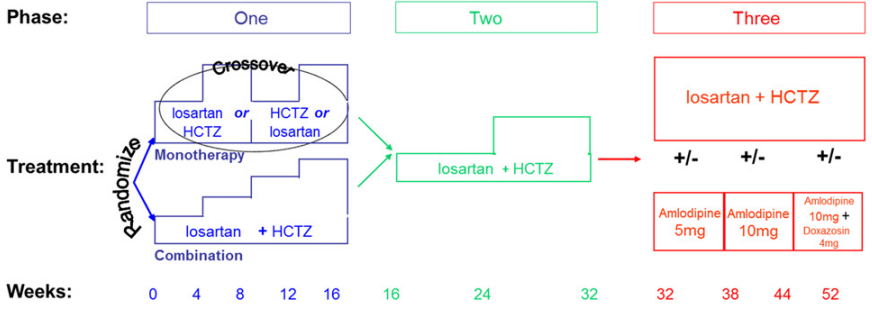 Phase: One Two Three
Crossover
losartan or HCTZ or
HCTZ losartan
Monotherapy
Randomize
Treatment:
losartan + HCTZ
Combination
losartan + HCTZ
losartan + HCTZ
+/- +/- +/-
Amlodipine 5mg
Amlodipine 10mg
Amlodipine
10mg +
Doxazosin
4mg
Weeks: 0 4 8 12 16 16 24 32 32 38 44 52